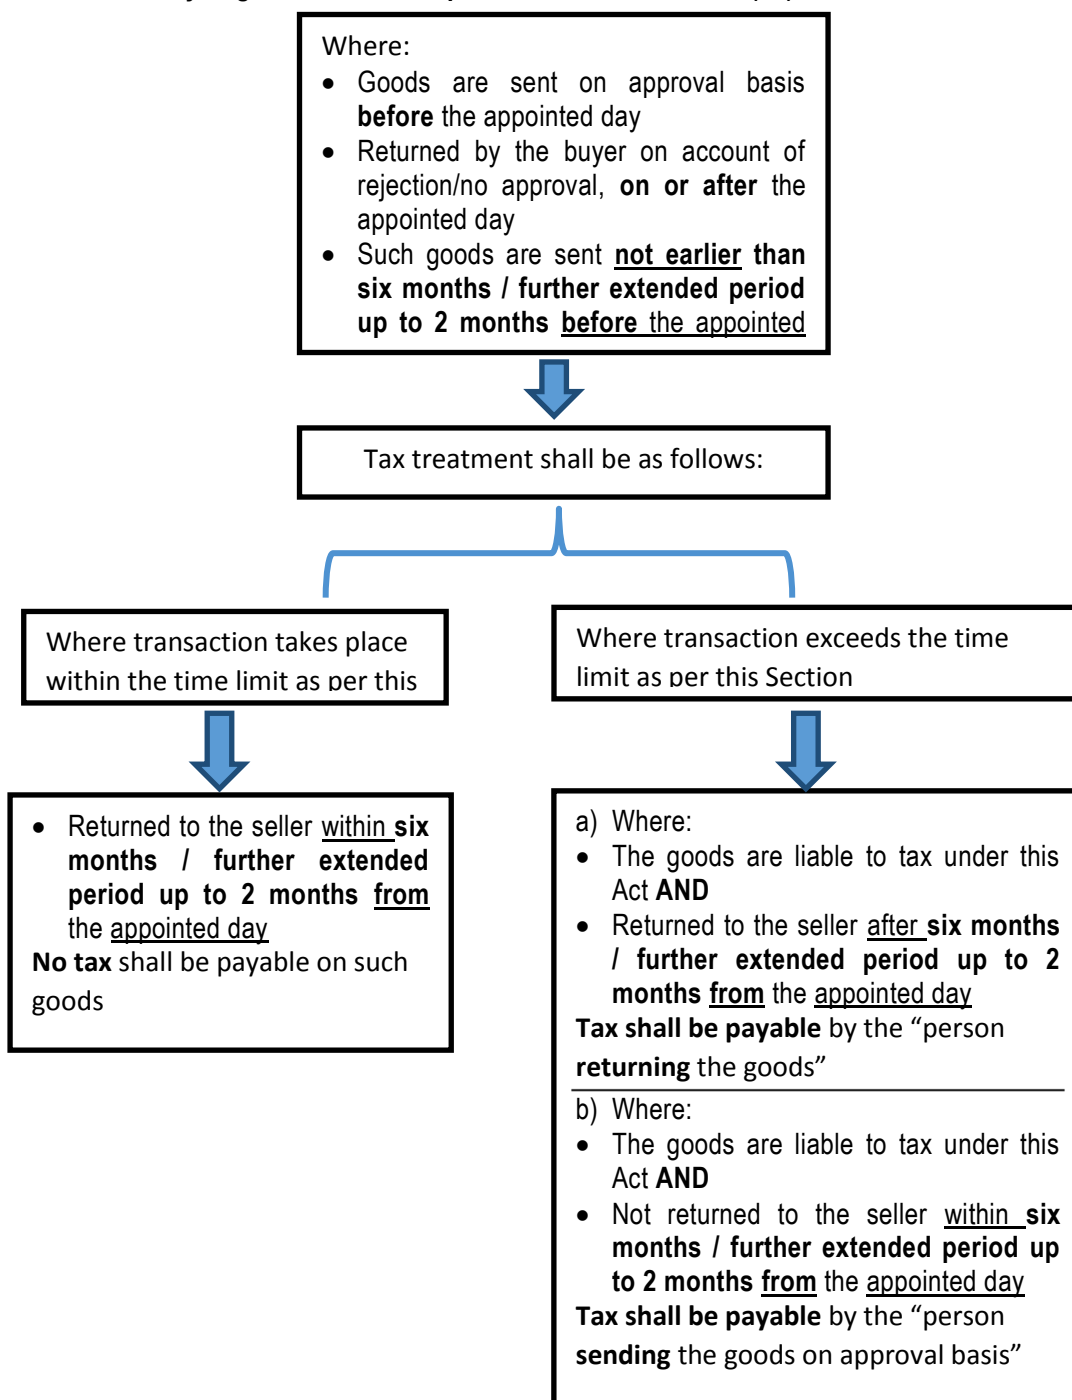 Where:
• Goods are sent on approval basis
before the appointed day
• Returned by the buyer on account of
rejection/no approval, on or after the
appointed day
• Such goods are sent not earlier than
six months / further extended period
up to 2 months before the appointed
Tax treatment shall be as follows:
Where transaction takes place
within the time limit as per this
Where transaction exceeds the time
limit as per this Section
• Returned to the seller within six
months / further extended
period up to 2 months from
the appointed day
No tax shall be payable on such
goods
a) Where:
• The goods are liable to tax under this
Act AND
• Returned to the seller after six months
/ further extended period up to 2
months from the appointed day
Tax shall be payable by the “person
returning the goods”
b) Where:
• The goods are liable to tax under this
Act AND
• Not returned to the seller within six
months / further extended period up
to 2 months from the appointed day
Tax shall be payable by the “person
sending the goods on approval basis”